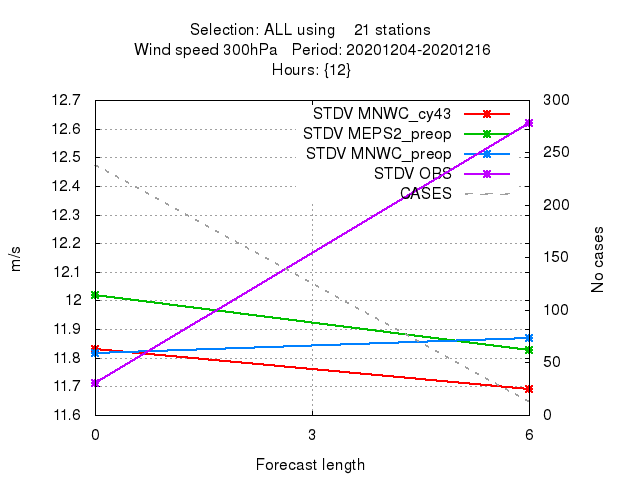 Selection: ALL using 21 stations
Wind speed 300hPa Period: 20201204-20201216
Hours: {12}
STDV MNWC_cy43
STDV MEPS2_preop
STDV MNWC_preop
STDV OBS
CASES
12.7
12.6
12.5
12.4
12.3
12.2
12.1
12
11.9
11.8
11.7
11.6
300
250
200
150
100
50
0
m/s
No cases
0 3 6
Forecast length